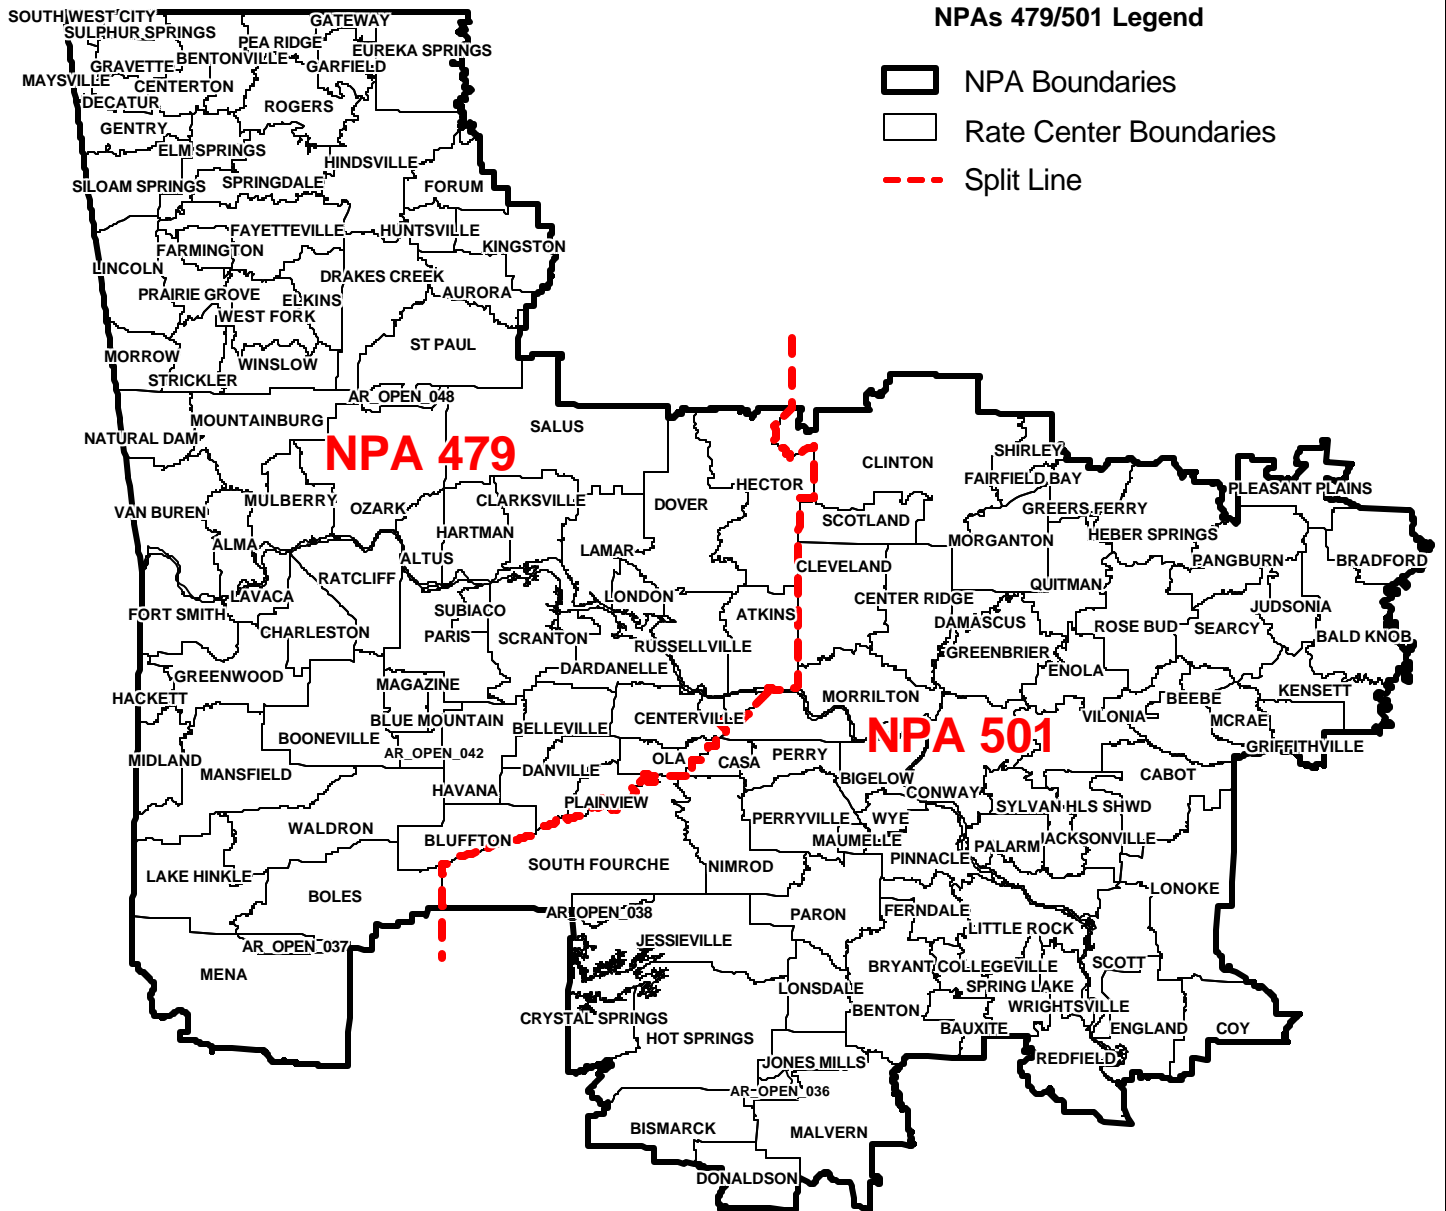 NPAs 479/501 Legend
NPA Boundaries
Rate Center Boundaries
Split Line
SOUTH WEST CITY
GATEWAY
SULPHUR SPRINGS
PEA RIDGE
EUREKA SPRINGS
BENTONVILLE
GRAVETTE
GARFIELD
MAYSVILLE
CENTERTON
DECATUR
ROGERS
GENTRY
ELM SPRINGS
HINDSVILLE
SILOAM SPRINGS
SPRINGDALE
FORUM
FAYETTEVILLE
HUNTSVILLE
KINGSTON
FARMINGTON
LINCOLN
DRAKES CREEK
PRAIRIE GROVE
ELKINS
AURORA
WEST FORK
ST PAUL
MORROW
WINSLOW
STRICKLER
AR_OPEN_048
MOUNTAINBURG
SALUS
NATURAL DAM
NPA 479
CLINTON
SHIRLEY
FAIRFIELD BAY
HECTOR
PLEASANT PLAINS
MULBERRY
CLARKSVILLE
DOVER
OZARK
GREERS FERRY
VAN BUREN
SCOTLAND
HARTMAN
HEBER SPRINGS
ALMA
MORGANTON
LAMAR
ALTUS
PANGBURN
BRADFORD
CLEVELAND
RATCLIFF
QUITMAN
LAVACA
LONDON
CENTER RIDGE
SUBIACO
JUDSONIA
FORT SMITH
ATKINS
DAMASCUS
ROSE BUD
SEARCY
CHARLESTON
PARIS
SCRANTON
BALD KNOB
RUSSELLVILLE
GREENBRIER
DARDANELLE
ENOLA
GREENWOOD
MAGAZINE
KENSETT
HACKETT
MORRILTON
BEEBE
BLUE MOUNTAIN
CENTERVILLE
VILONIA
MCRAE
BELLEVILLE
NPA 501
BOONEVILLE
GRIFFITHVILLE
AR_OPEN_042
PERRY
MIDLAND
OLA
CASA
MANSFIELD
DANVILLE
BIGELOW
CABOT
HAVANA
CONWAY
PLAINVIEW
SYLVAN HLS SHWD
PERRYVILLE
WYE
WALDRON
BLUFFTON
MAUMELLE
PALARM
JACKSONVILLE
PINNACLE
SOUTH FOURCHE
NIMROD
LAKE HINKLE
LONOKE
BOLES
AR_OPEN_038
PARON
FERNDALE
LITTLE ROCK
AR_OPEN_037
JESSIEVILLE
SCOTT
MENA
BRYANT
COLLEGEVILLE
LONSDALE
SPRING LAKE
BENTON
WRIGHTSVILLE
CRYSTAL SPRINGS
BAUXITE
ENGLAND
COY
HOT SPRINGS
REDFIELD
JONES MILLS
AR_OPEN_036
BISMARCK
MALVERN
DONALDSON